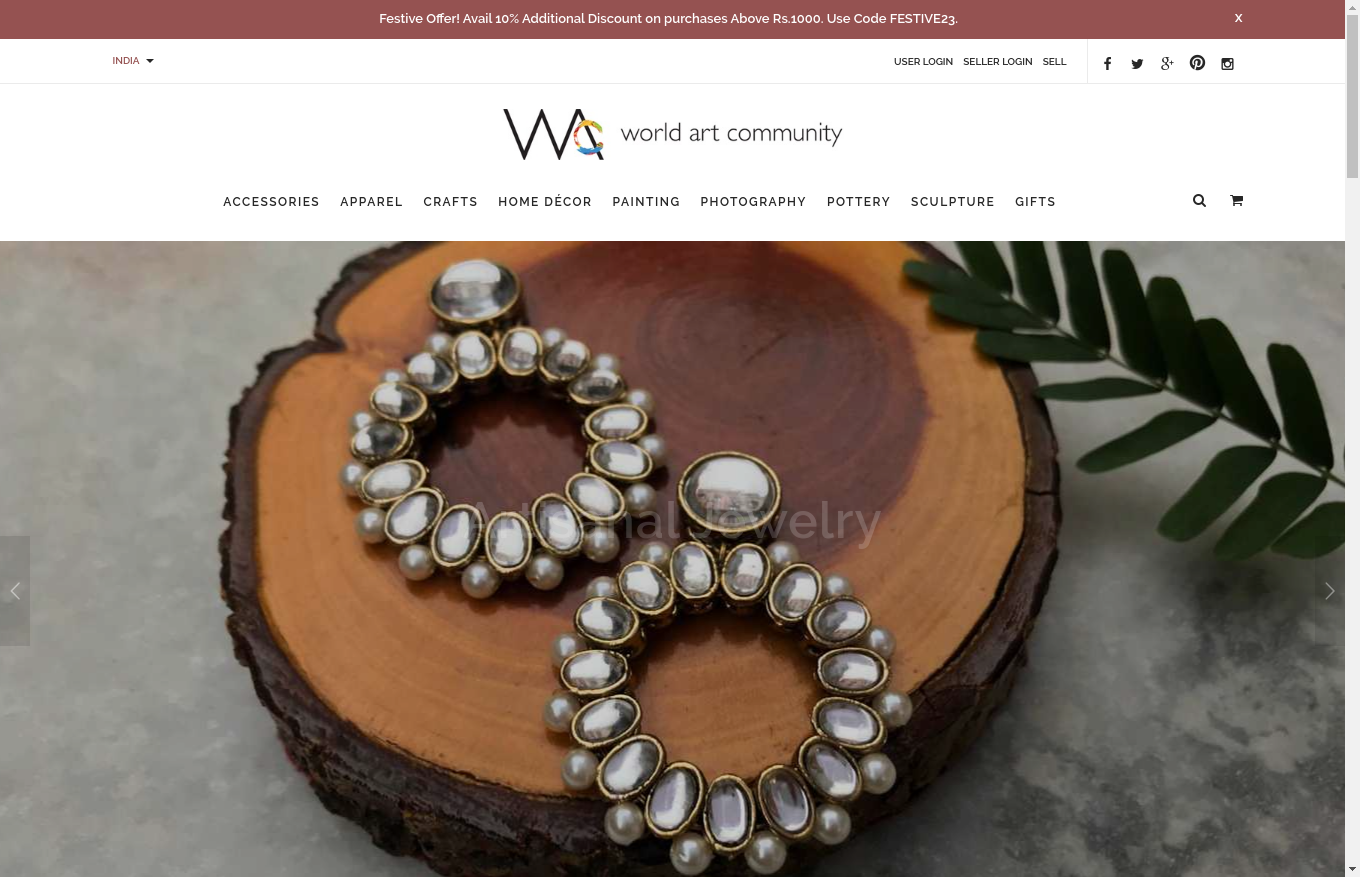 Festive Offer! Avail 10% Additional Discount on purchases Above Rs.1000. Use Code FESTIVE23.
X
INDIA
USER LOGIN SELLER LOGIN SELL
WAC world art community
ACCESSORIES APPAREL CRAFTS HOME DÉCOR PAINTING PHOTOGRAPHY POTTERY SCULPTURE GIFTS
Artisanal Jewelry